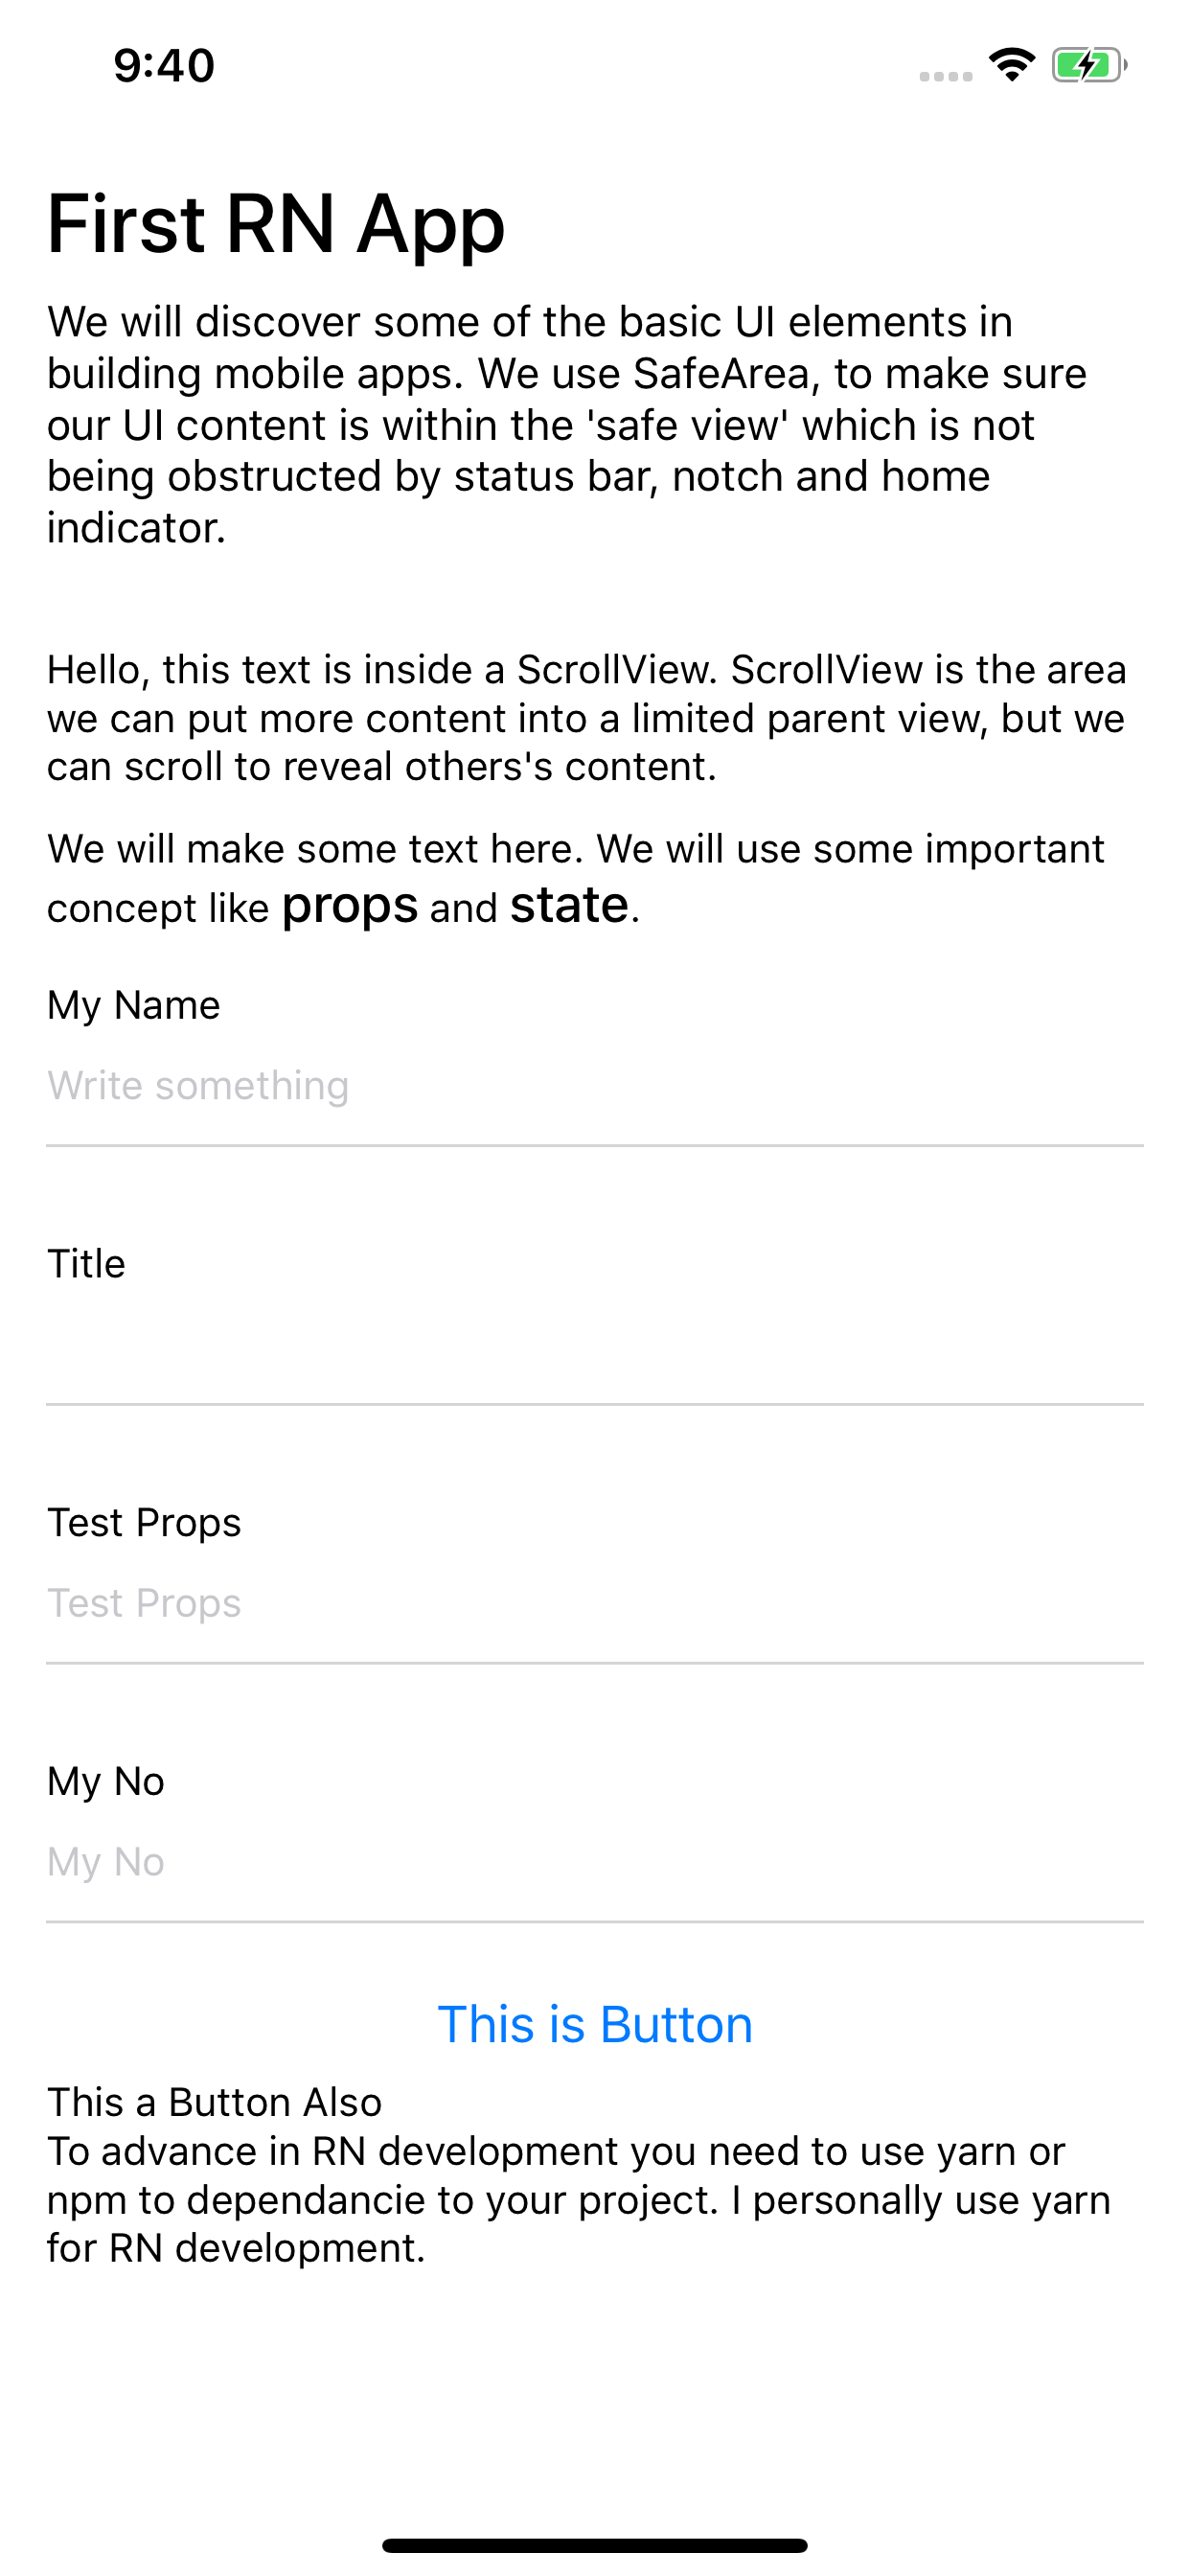 9:40
First RN App
We will discover some of the basic UI elements in
building mobile apps. We use SafeArea, to make sure
our UI content is within the 'safe view' which is not
being obstructed by status bar, notch and home
indicator.
Hello, this text is inside a ScrollView. ScrollView is the area
we can put more content into a limited parent view, but we
can scroll to reveal others's content.
We will make some text here. We will use some important
concept like props and state.
My Name
Write something
Title
Test Props
Test Props
My No
My No
This is Button
This a Button Also
To advance in RN development you need to use yarn or
npm to dependancie to your project. I personally use yarn
for RN development.